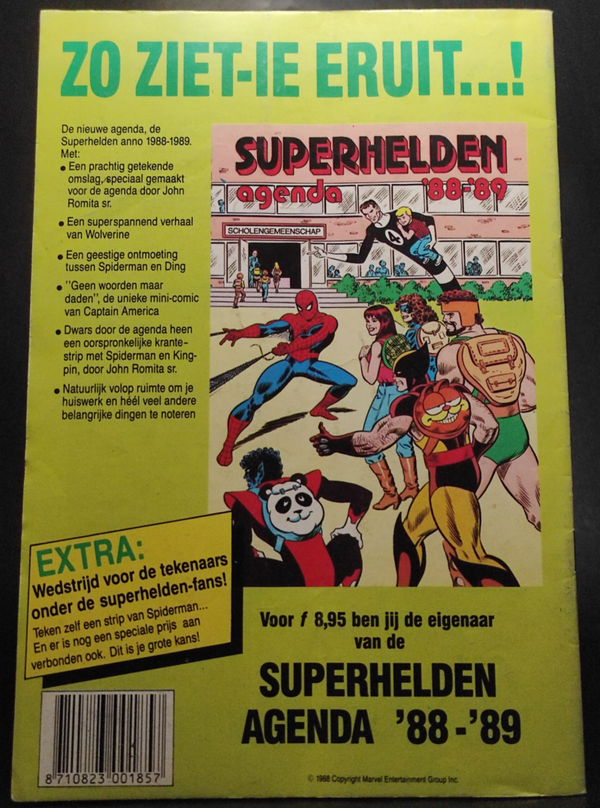 ZO ZIET-IE ERUIT...!
De nieuwe agenda, de
Superhelden anno 1988-1989.
Met:
• Een prachtig getekende
omslag, speciaal gemaakt
voor de agenda door John
Romita sr.
• Een superspannend verhaal
van Wolverine
• Een geestige ontmoeting
tussen Spiderman en Ding
• "Geen woorden maar
daden", de unieke mini-comic
van Captain America
• Dwars door de agenda heen
een oorspronkelijke krante-
strip met Spiderman en King-
pin, door John Romita sr.
• Natuurlijk volop ruimte om je
huiswerk en héél veel andere
belangrijke dingen te noteren
SUPERHELDEN
agenda '88-'89
SCHOLENGEMEENSCHAP
4
EXTRA:
Wedstrijd voor de tekenaars
onder de superhelden-fans!
Teken zelf een strip van Spiderman...
En er is nog een speciale prijs aan
verbonden ook. Dit is je grote kans!
Voor f 8,95 ben jij de eigenaar
van de
SUPERHELDEN
AGENDA '88-'89
8 710823 001857
© 1988 Copyright Marvel Entertainment Group Inc.